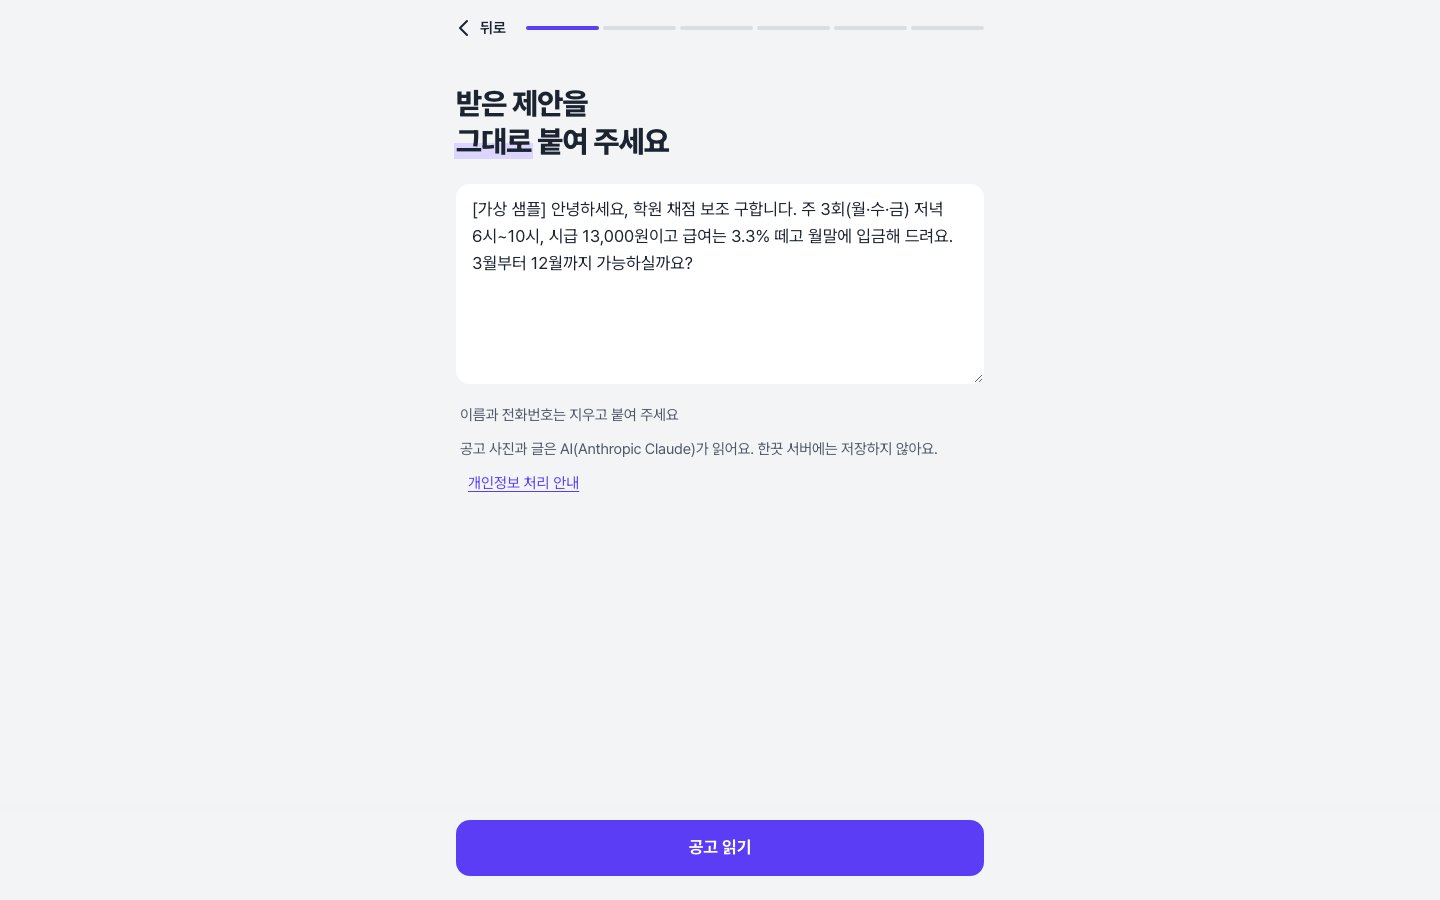 뒤로
받은 제안을
그대로 붙여 주세요
[가상 샘플] 안녕하세요, 학원 채점 보조 구합니다. 주 3회(월·수·금) 저녁
6시~10시, 시급 13,000원이고 급여는 3.3% 떼고 월말에 입금해 드려요.
3월부터 12월까지 가능하실까요?
이름과 전화번호는 지우고 붙여 주세요
공고 사진과 글은 AI(Anthropic Claude)가 읽어요. 한끗 서버에는 저장하지 않아요.
개인정보 처리 안내
공고 읽기